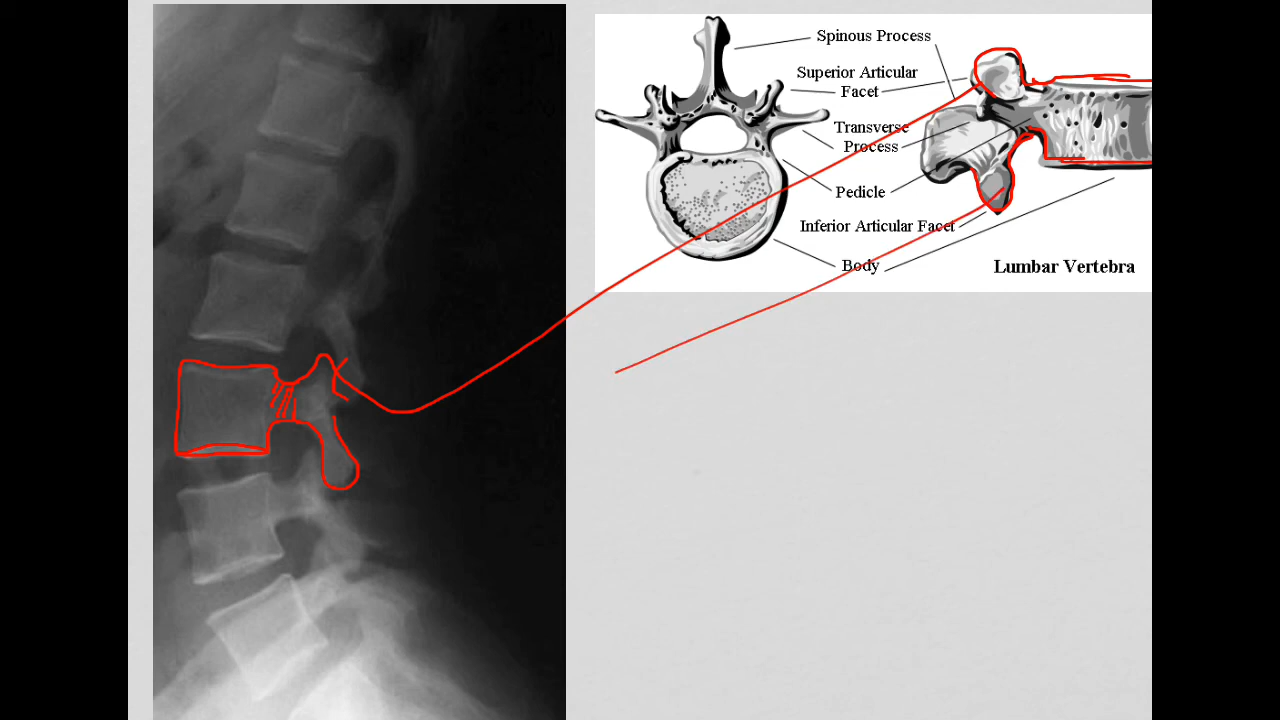 Spinous Process
Superior Articular
Facet
Transverse
Process
Pedicle
Inferior Articular Facet
Body
Lumbar Vertebra